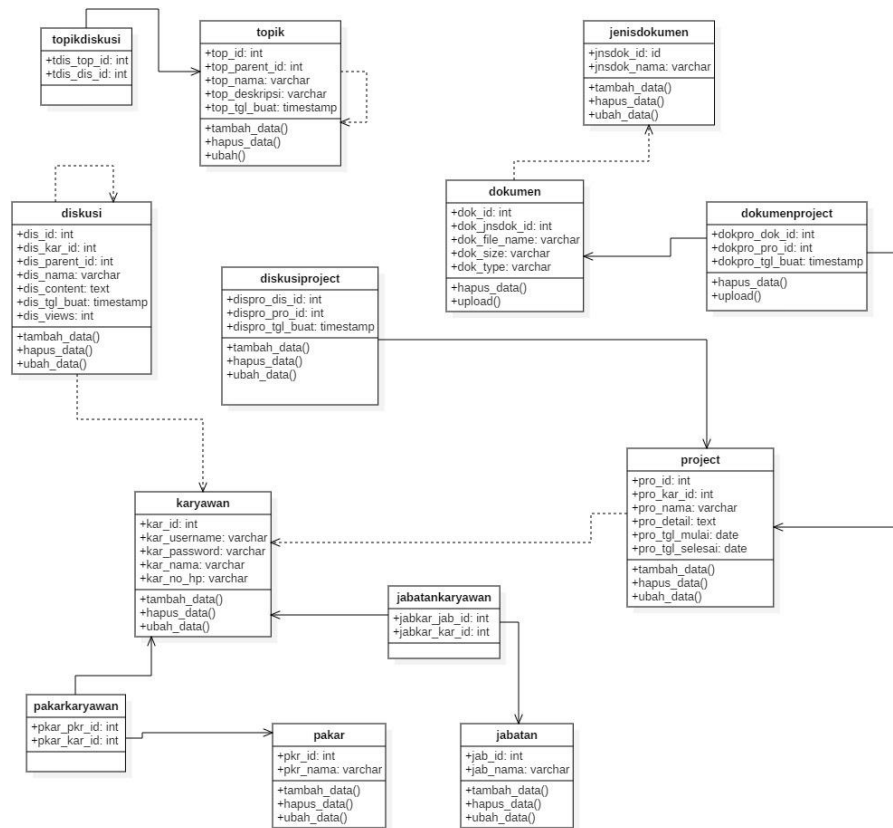 topikdiskusi
+tdis_top_id: int
+tdis_dis_id: int
topik
+top_id: int
+top_parent_id: int
+top_nama: varchar
+top_deskripsi: varchar
+top_tgl_buat: timestamp
+tambah_data()
+hapus_data()
+ubah()
jenisdokumen
+jnsdok_id: id
+jnsdok_nama: varchar
+tambah_data()
+hapus_data()
+ubah_data()
diskusi
+dis_id: int
+dis_kar_id: int
+dis_parent_id: int
+dis_nama: varchar
+dis_content: text
+dis_tgl_buat: timestamp
+dis_views: int
+tambah_data()
+hapus_data()
+ubah_data()
diskusiproject
+dispro_dis_id: int
+dispro_pro_id: int
+dispro_tgl_buat: timestamp
+tambah_data()
+hapus_data()
+ubah_data()
dokumen
+dok_id: int
+dok_jnsdok_id: int
+dok_file_name: varchar
+dok_size: varchar
+dok_type: varchar
+hapus_data()
+upload()
dokumenproject
+dokpro_dok_id: int
+dokpro_pro_id: int
+dokpro_tgl_buat: timestamp
+hapus_data()
+upload()
project
+pro_id: int
+pro_kar_id: int
+pro_nama: varchar
+pro_detail: text
+pro_tgl_mulai: date
+pro_tgl_selesai: date
+tambah_data()
+hapus_data()
+ubah_data()
karyawan
+kar_id: int
+kar_username: varchar
+kar_password: varchar
+kar_nama: varchar
+kar_no_hp: varchar
+tambah_data()
+hapus_data()
+ubah_data()
jabatankaryawan
+jabkar_jab_id: int
+jabkar_kar_id: int
pakarkaryawan
+pkar_pkr_id: int
+pkar_kar_id: int
pakar
+pkr_id: int
+pkr_nama: varchar
+tambah_data()
+hapus_data()
+ubah_data()
jabatan
+jab_id: int
+jab_nama: varchar
+tambah_data()
+hapus_data()
+ubah_data()